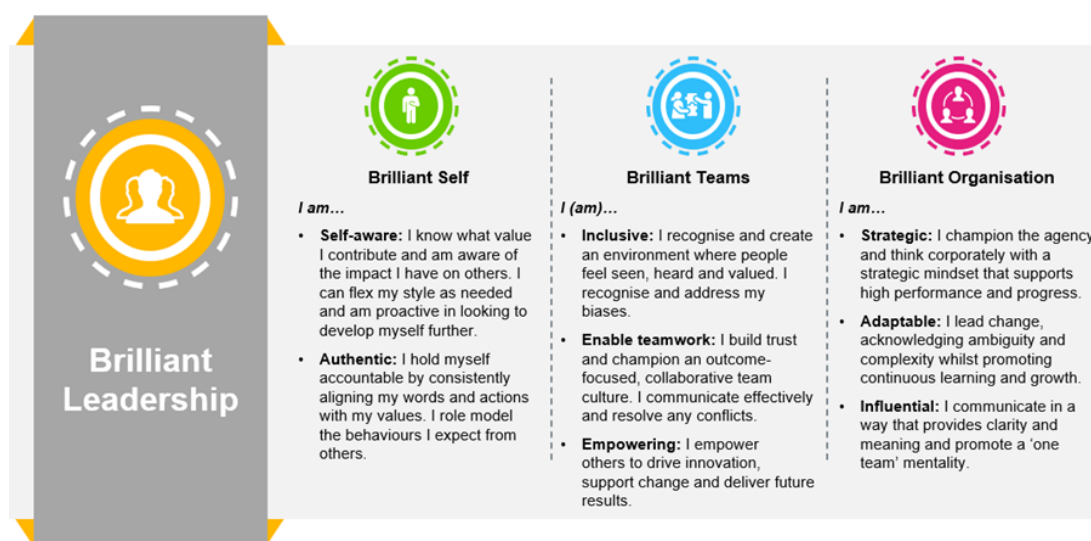 Brilliant
Leadership
Brilliant Self
I am…
• Self-aware: I know what value
I contribute and am aware of
the impact I have on others. I
can flex my style as needed
and am proactive in looking to
develop myself further.
• Authentic: I hold myself
accountable by consistently
aligning my words and actions
with my values. I role model
the behaviours I expect from
others.
Brilliant Teams
I (am)…
• Inclusive: I recognise and create
an environment where people
feel seen, heard and valued. I
recognise and address my
biases.
• Enable teamwork: I build trust
and champion an outcome-
focused, collaborative team
culture. I communicate effectively
and resolve any conflicts.
• Empowering: I empower
others to drive innovation,
support change and deliver future
results.
Brilliant Organisation
I am…
• Strategic: I champion the agency
and think corporately with a
strategic mindset that supports
high performance and progress.
• Adaptable: I lead change,
acknowledging ambiguity and
complexity whilst promoting
continuous learning and growth.
• Influential: I communicate in a
way that provides clarity and
meaning and promote a ‘one
team’ mentality.